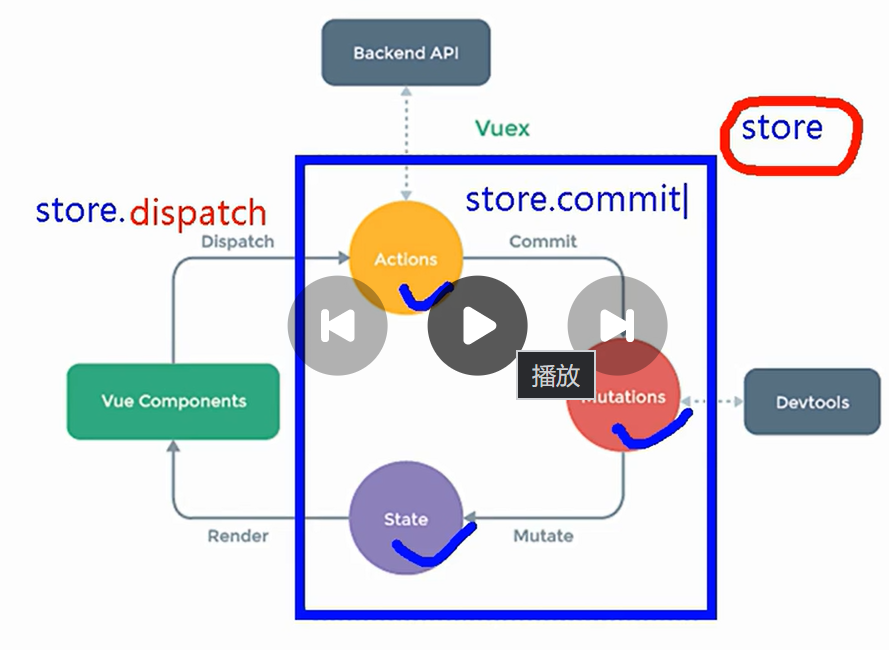 Backend API
Vuex
store
store.dispatch
store.commit
Dispatch
Commit
Actions
播放
Mutations
Vue Components
Devtools
State
Render
Mutate